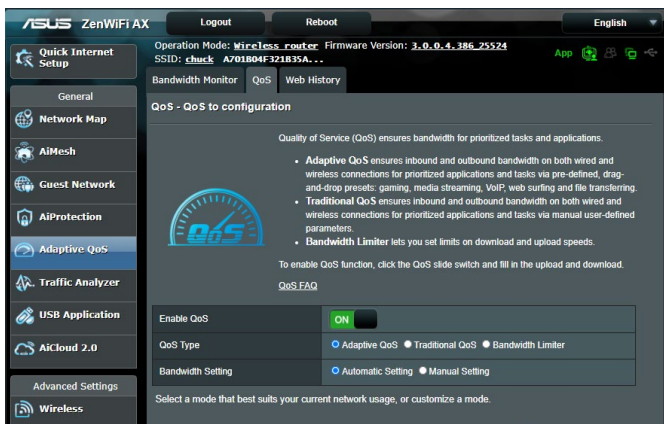 ASUS ZenWiFi AX Logout Reboot English
Operation Mode: Wireless router Firmware Version: 3.0.0.4.386_25524
SSID: chuck A701B04F321B35A... App
Quick Internet
Setup
General
Network Map
AiMesh
Guest Network
AiProtection
Adaptive QoS
Traffic Analyzer
USB Application
AiCloud 2.0
Advanced Settings
Wireless
Bandwidth Monitor QoS Web History
QoS - QoS to configuration
Quality of Service (QoS) ensures bandwidth for prioritized tasks and applications.
• Adaptive QoS ensures inbound and outbound bandwidth on both wired and
wireless connections for prioritized applications and tasks via pre-defined, drag-
and-drop presets: gaming, media streaming, VoIP, web surfing and file transferring.
• Traditional QoS ensures inbound and outbound bandwidth on both wired and
wireless connections for prioritized applications and tasks via manual user-defined
parameters.
• Bandwidth Limiter lets you set limits on download and upload speeds.
To enable QoS function, click the QoS slide switch and fill in the upload and download.
QoS FAQ
QoS
Enable QoS ON
QoS Type Adaptive QoS Traditional QoS Bandwidth Limiter
Bandwidth Setting Automatic Setting Manual Setting
Select a mode that best suits your current network usage, or customize a mode.